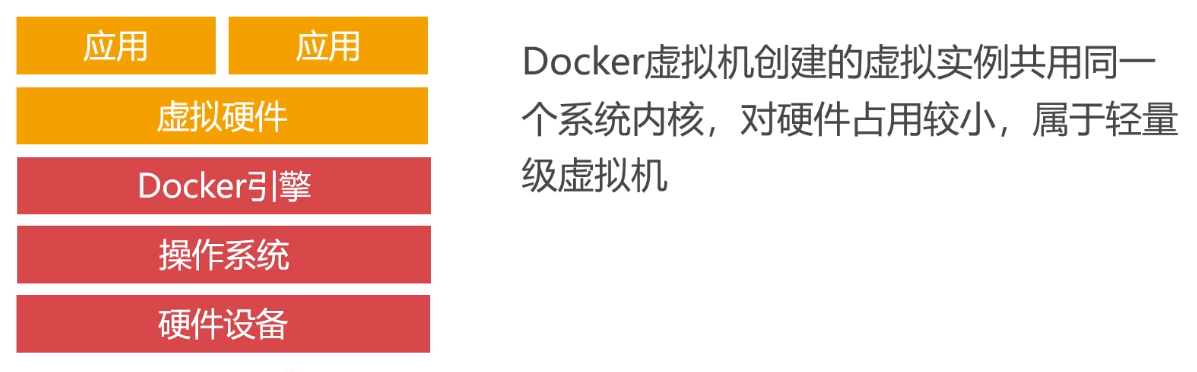 应用 应用
虚拟硬件
Docker引擎
操作系统
硬件设备
Docker虚拟机创建的虚拟实例共用同一
个系统内核，对硬件占用较小，属于轻量
级虚拟机